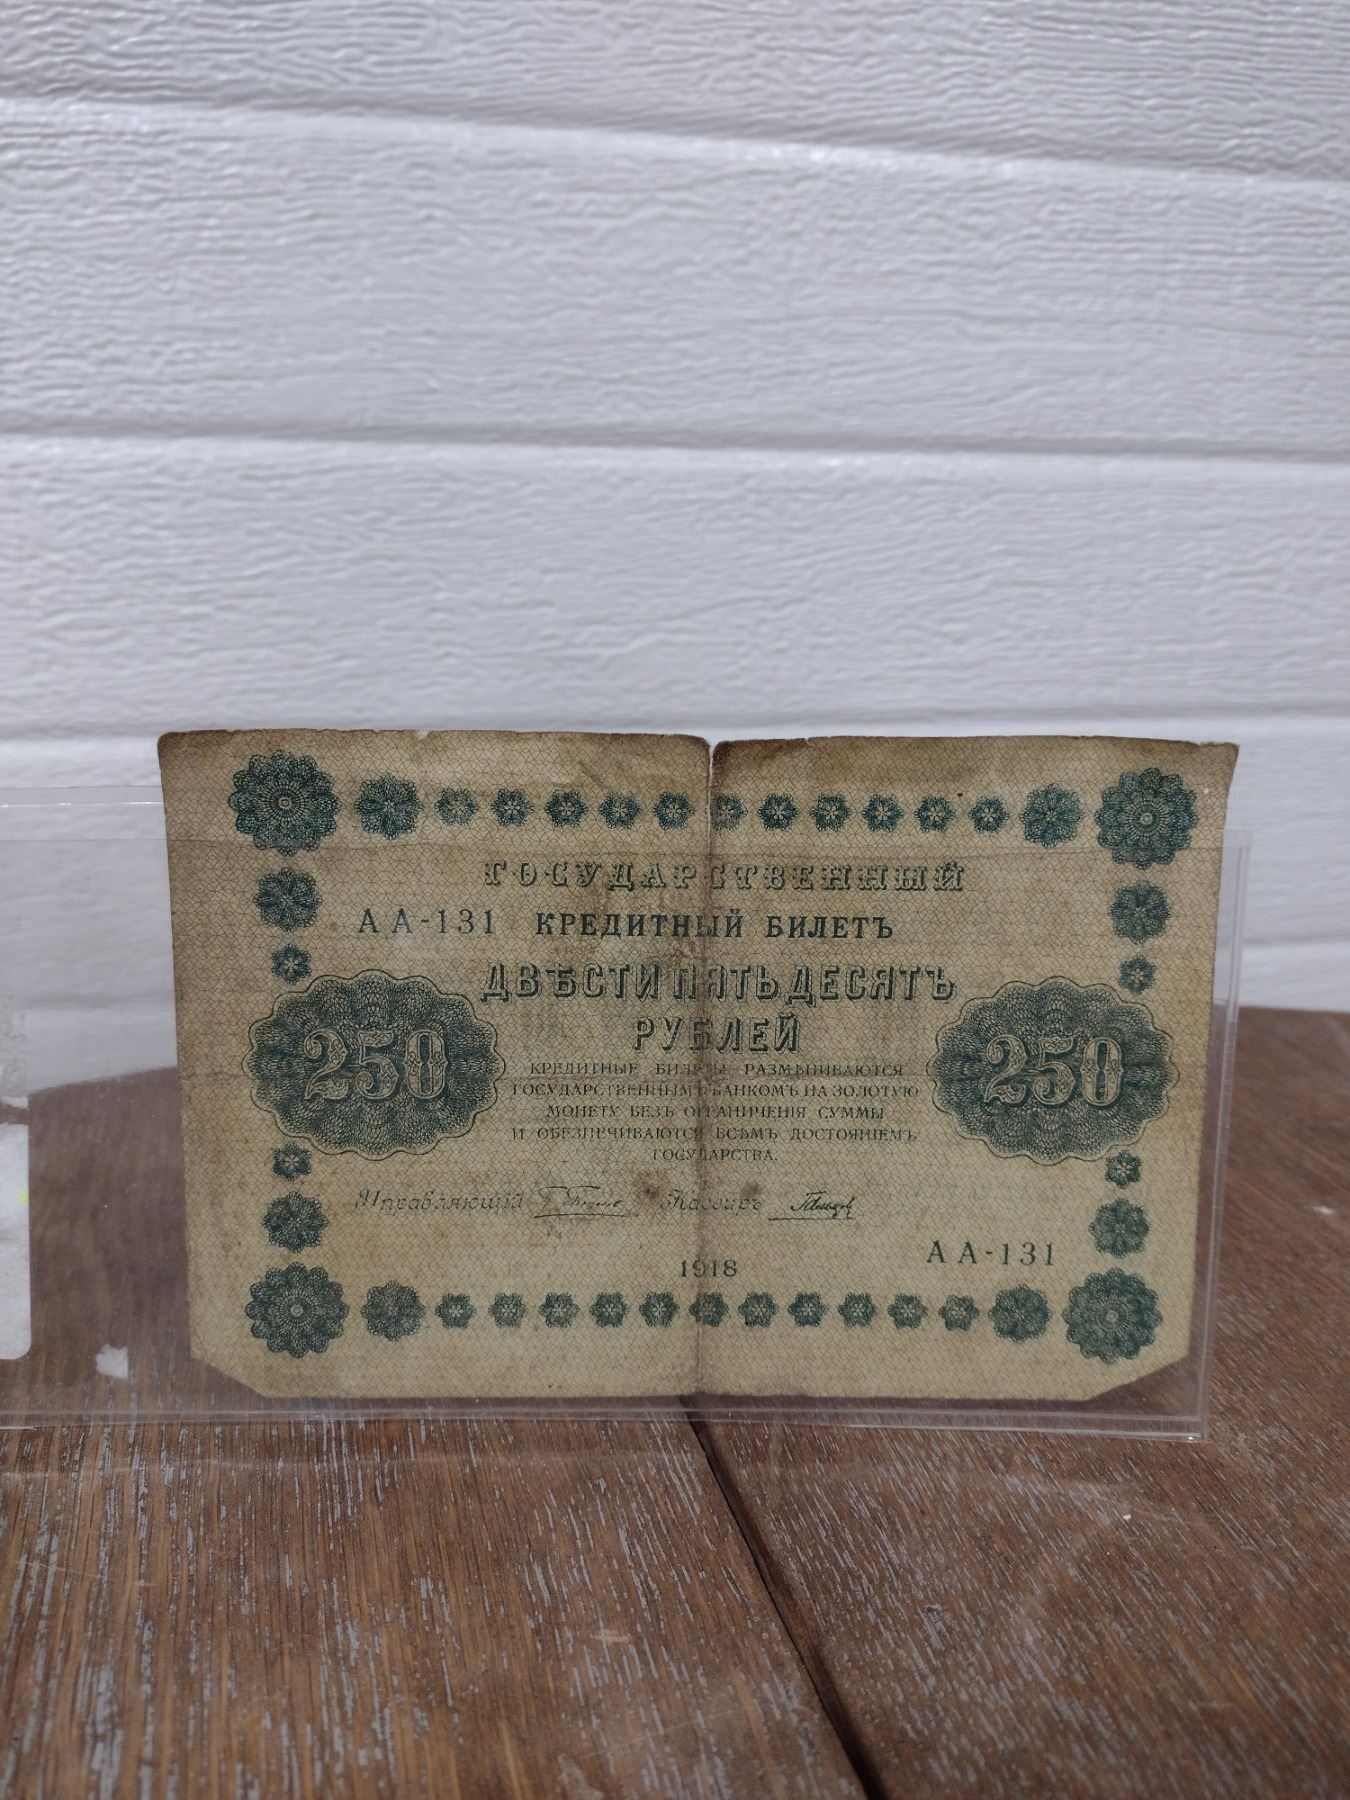 ГОСУДАРСТВЕННЫЙ
АА-131 КРЕДИТНЫЙ БИЛЕТЪ
ДВѢСТИ ПЯТЬДЕСЯТЪ
РУБЛЕЙ
250 250
КРЕДИТНЫЕ БИЛЕТЫ РАЗМѢНИВАЮТСЯ
ГОСУДАРСТВЕННЫМЪ БАНКОМЪ НА ЗОЛОТУЮ
МОНЕТУ БЕЗЪ ОГРАНИЧЕНІЯ СУММЫ
И ОБЕЗПЕЧИВАЮТСЯ ВСѢМЪ ДОСТОЯНІЕМЪ
ГОСУДАРСТВА.
Управляющій Кассиръ
АА-131
1918